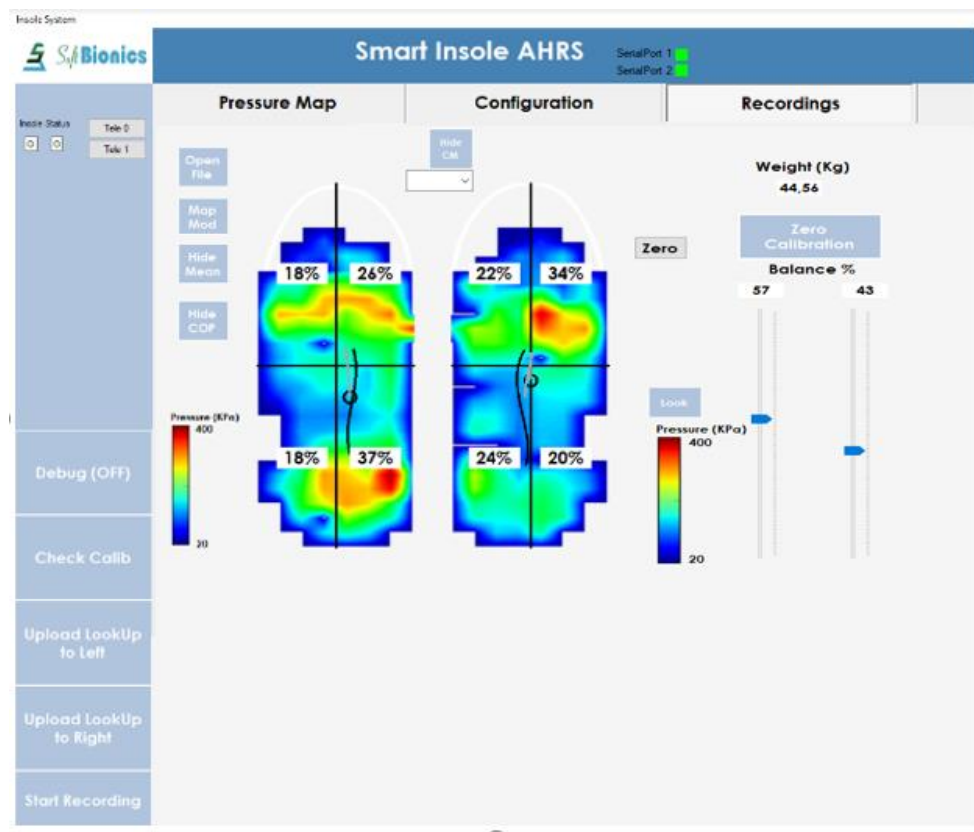 Insole System
SoftBionics
Smart Insole AHRS
SerialPort 1
SerialPort 2
Pressure Map
Configuration
Recordings
Insole Status
Tele 0
Tele 1
Open
File
Map
Mod
Hide
Mean
Hide
COP
Hide
CM
18% 26%
22% 34%
18% 37%
24% 20%
Pressure (KPa)
400
20
Zero
Weight (Kg)
44,56
Zero
Calibration
Balance %
57 43
Look
Pressure (KPa)
400
20
Debug (OFF)
Check Calib
Upload LookUp
to Left
Upload LookUp
to Right
Start Recording